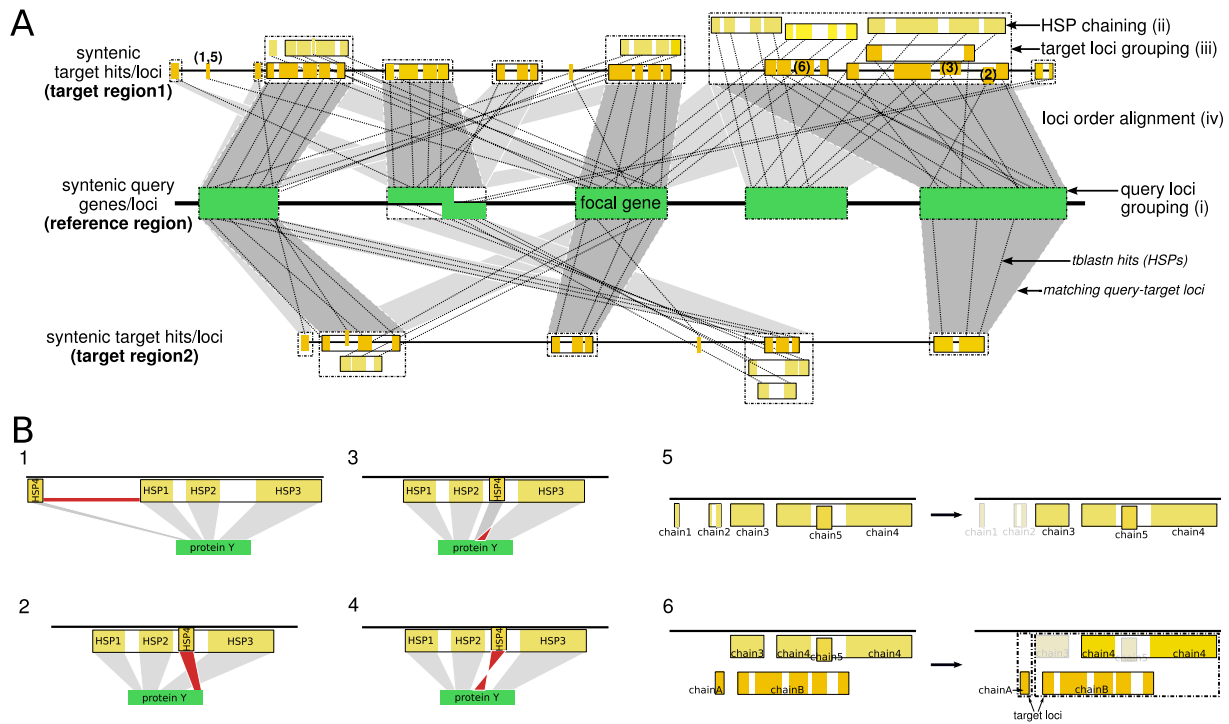 A
syntenic
target hits/loci
(target region1)
(1,5)
(6)
(3)
(2)
HSP chaining (ii)
target loci grouping (iii)
loci order alignment (iv)
syntenic query
genes/loci
(reference region)
focal gene
query loci
grouping (i)
tblastn hits (HSPs)
matching query-target loci
syntenic target hits/loci
(target region2)
B
1
HSP4
HSP1
HSP2
HSP3
protein Y
3
HSP1
HSP2
HSP4
HSP3
protein Y
5
chain1
chain2
chain3
chain5
chain4
chain1
chain2
chain3
chain5
chain4
2
HSP1
HSP2
HSP4
HSP3
protein Y
4
HSP1
HSP2
HSP4
HSP3
protein Y
6
chain3
chain4
chain5
chain4
chainA
chainB
chain3
chain4
chain5
chain4
chainA
chainB
target loci